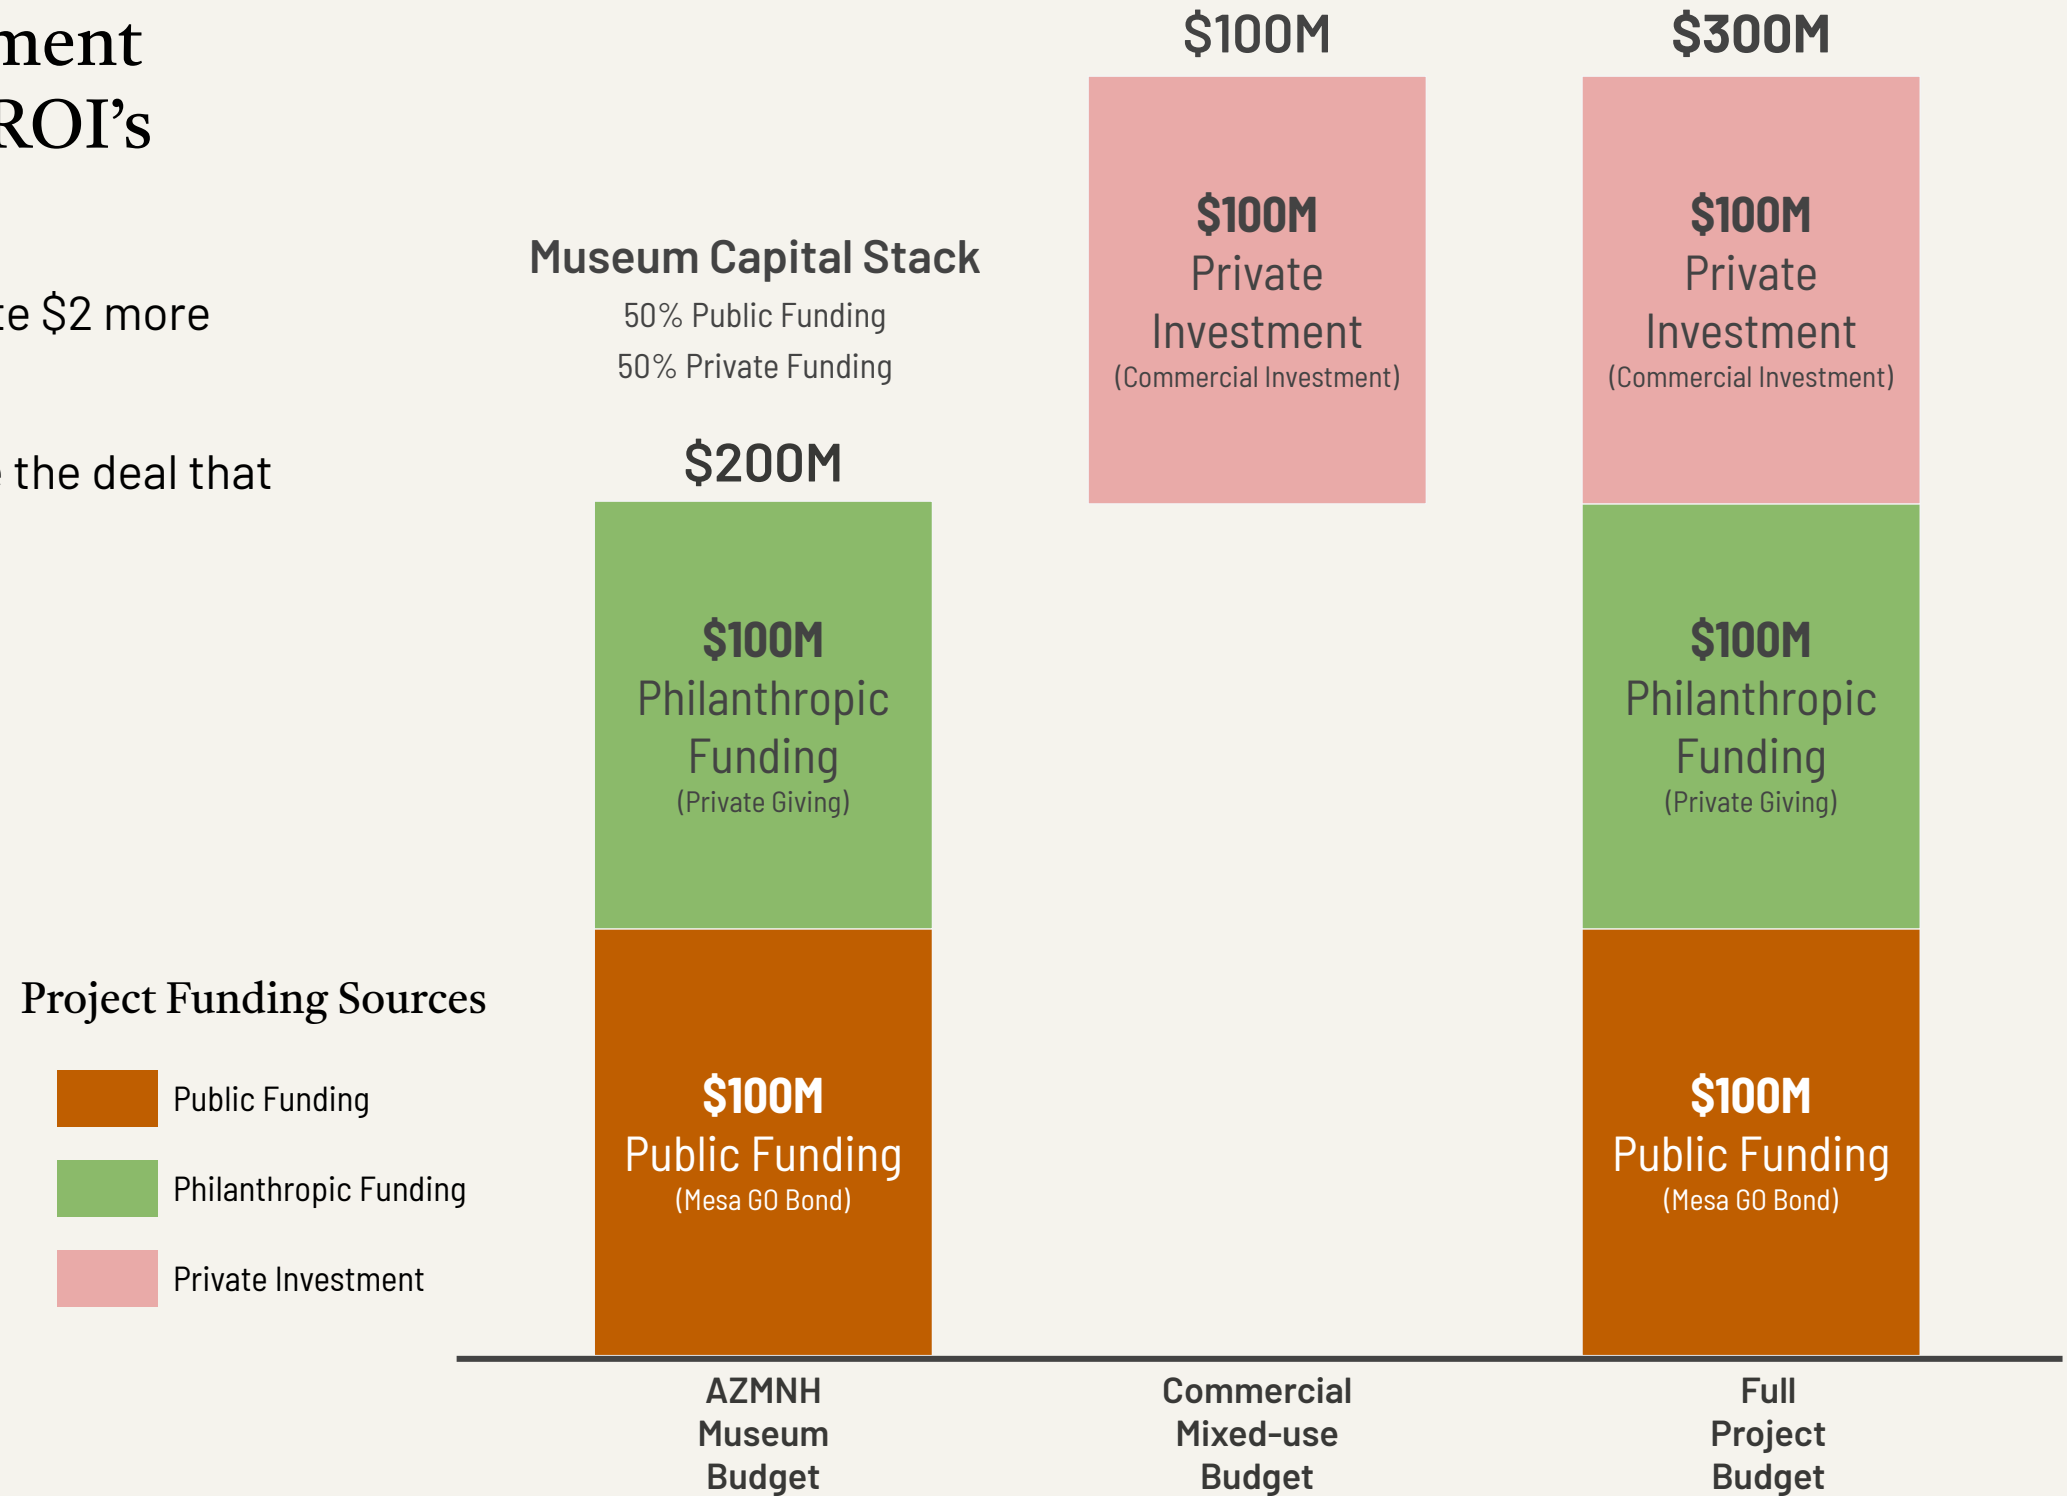 ment
ROI's
$2 more
the deal that
Project Funding Sources
Public Funding
Philanthropic Funding
Private Investment
Museum Capital Stack
50% Public Funding
50% Private Funding
$200M
$100M
Philanthropic
Funding
(Private Giving)
$100M
Public Funding
(Mesa GO Bond)
AZMNH
Museum
Budget
$100M
$100M
Private
Investment
(Commercial Investment)
Commercial
Mixed-use
Budget
$300M
$100M
Private
Investment
(Commercial Investment)
$100M
Philanthropic
Funding
(Private Giving)
$100M
Public Funding
(Mesa GO Bond)
Full
Project
Budget